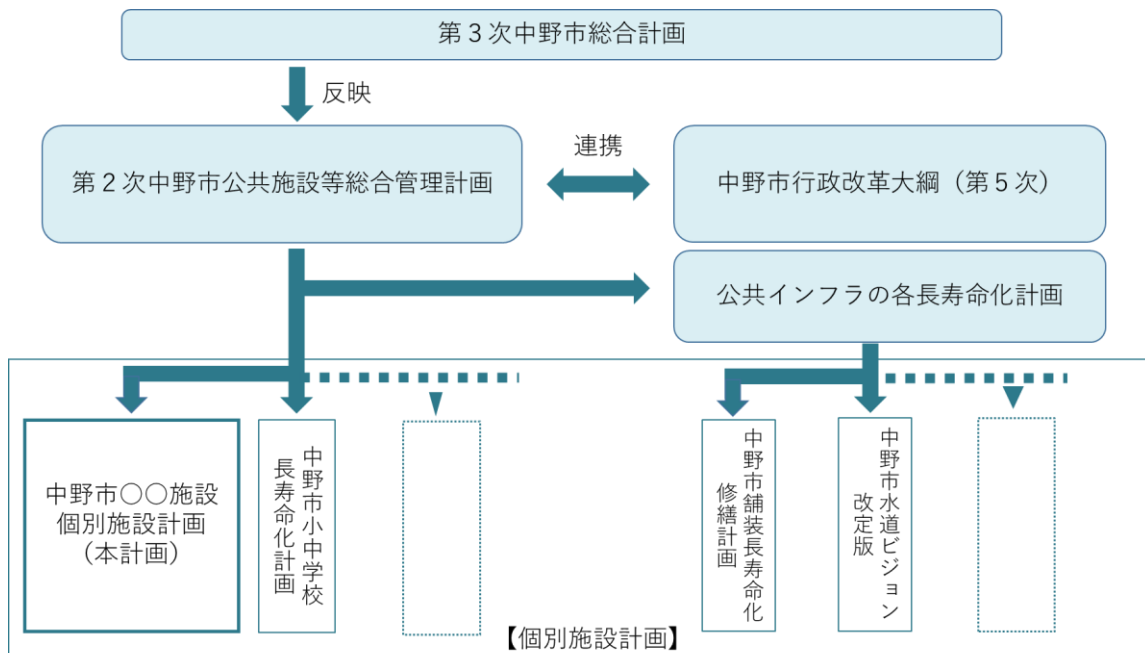 第３次中野市総合計画
反映
第２次中野市公共施設等総合管理計画
連携
中野市行政改革大綱（第５次）
公共インフラの各長寿命化計画
中野市○○施設
個別施設計画
（本計画）
中野市小中学校
長寿命化計画
中野市舗装長寿命化
修繕計画
中野市水道ビジョン
改定版
【個別施設計画】